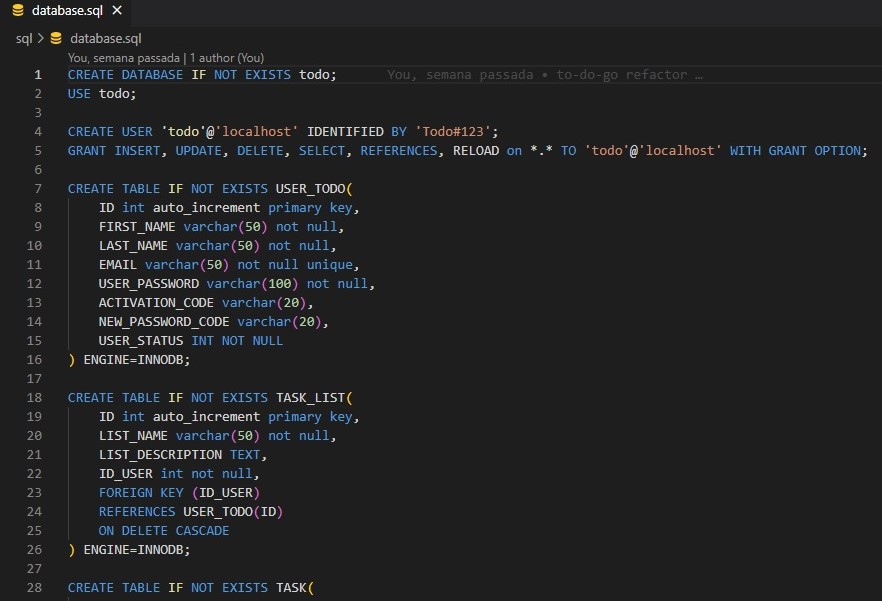 database.sql
sql > database.sql
You, semana passada | 1 author (You)
1 CREATE DATABASE IF NOT EXISTS todo; You, semana passada • to-do-go refactor …
2 USE todo;
3
4 CREATE USER 'todo'@'localhost' IDENTIFIED BY 'Todo#123';
5 GRANT INSERT, UPDATE, DELETE, SELECT, REFERENCES, RELOAD on *.* TO 'todo'@'localhost' WITH GRANT OPTION;
6
7 CREATE TABLE IF NOT EXISTS USER_TODO(
8 ID int auto_increment primary key,
9 FIRST_NAME varchar(50) not null,
10 LAST_NAME varchar(50) not null,
11 EMAIL varchar(50) not null unique,
12 USER_PASSWORD varchar(100) not null,
13 ACTIVATION_CODE varchar(20),
14 NEW_PASSWORD_CODE varchar(20),
15 USER_STATUS INT NOT NULL
16 ) ENGINE=INNODB;
17
18 CREATE TABLE IF NOT EXISTS TASK_LIST(
19 ID int auto_increment primary key,
20 LIST_NAME varchar(50) not null,
21 LIST_DESCRIPTION TEXT,
22 ID_USER int not null,
23 FOREIGN KEY (ID_USER)
24 REFERENCES USER_TODO(ID)
25 ON DELETE CASCADE
26 ) ENGINE=INNODB;
27
28 CREATE TABLE IF NOT EXISTS TASK(